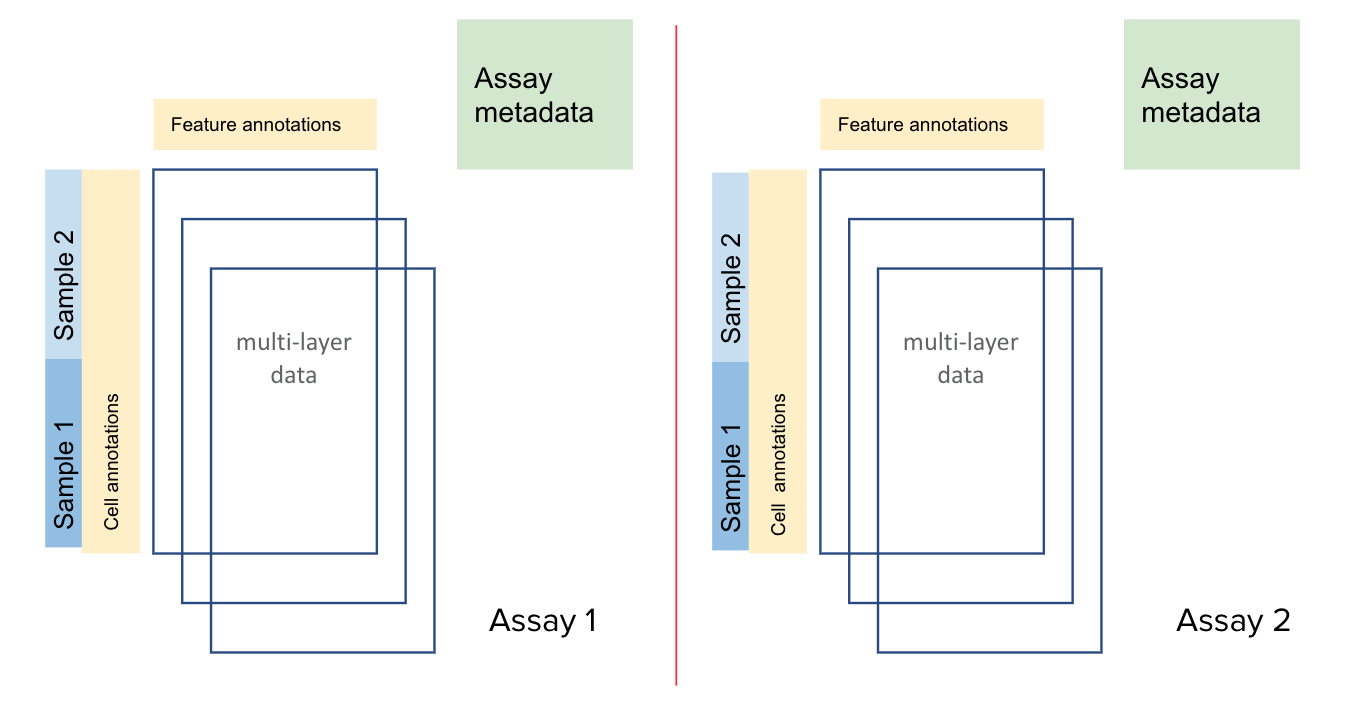 Assay
metadata
Feature annotations
Sample 2
Sample 1
Cell annotations
multi-layer
data
Assay 1
Assay
metadata
Feature annotations
Sample 2
Sample 1
Cell annotations
multi-layer
data
Assay 2